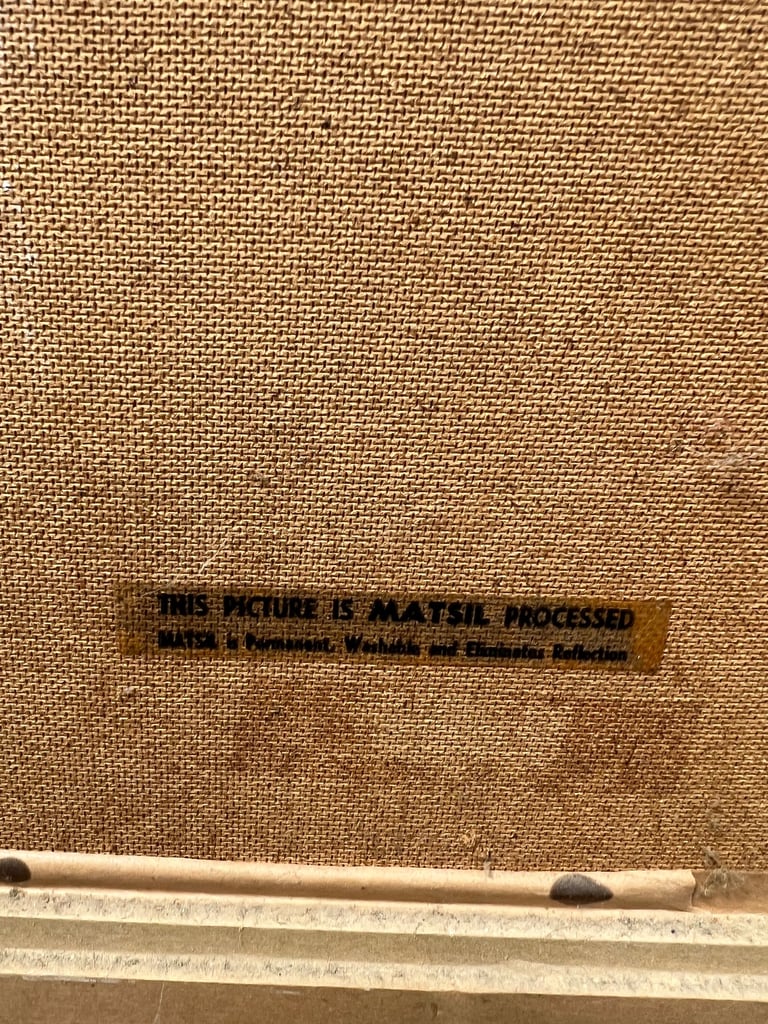 THIS PICTURE IS MATSIL PROCESSED
MATSIL is Permanent, Washable and Eliminates Reflection